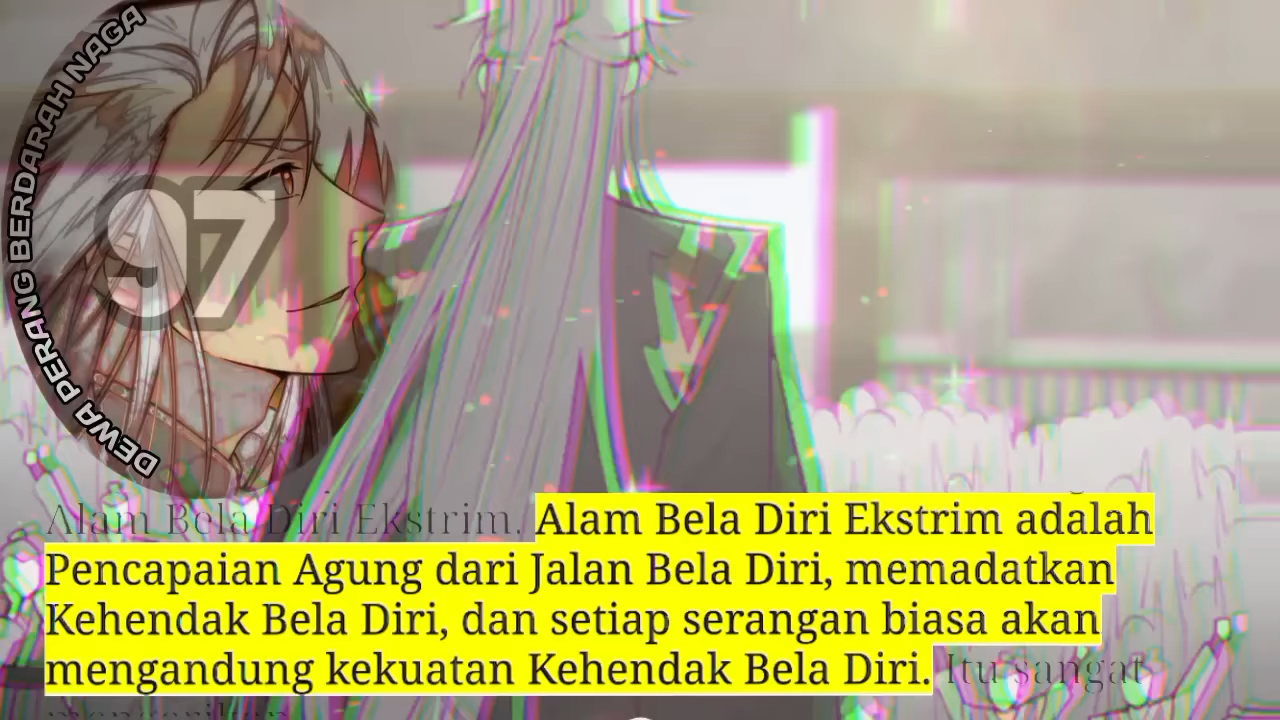 DEWA PERANG BERDARAH NAGA
97
Alam Bela Diri Ekstrim. Alam Bela Diri Ekstrim adalah
Pencapaian Agung dari Jalan Bela Diri, memadatkan
Kehendak Bela Diri, dan setiap serangan biasa akan
mengandung kekuatan Kehendak Bela Diri. Itu sangat